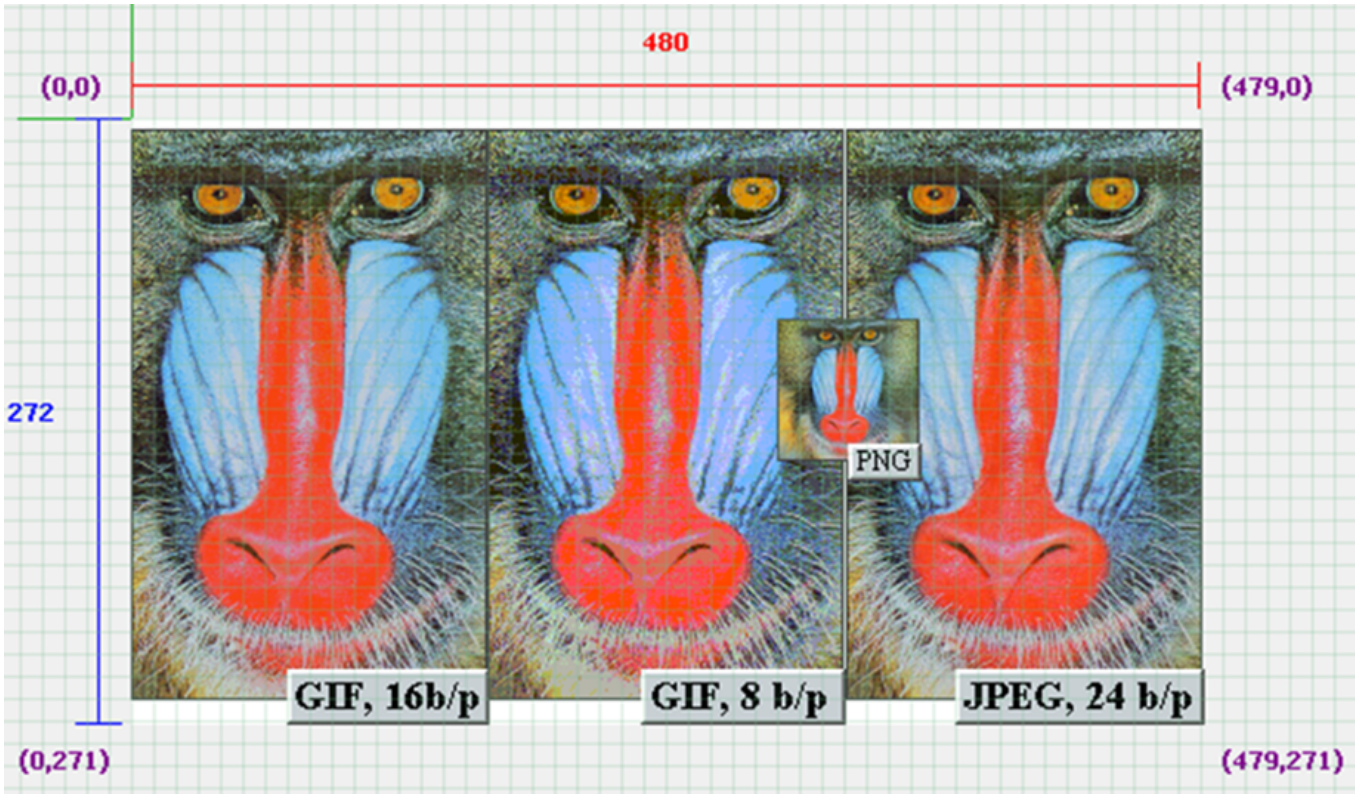 480
(0,0)
(479,0)
272
PNG
GIF, 16b/p
GIF, 8 b/p
JPEG, 24 b/p
(0,271)
(479,271)